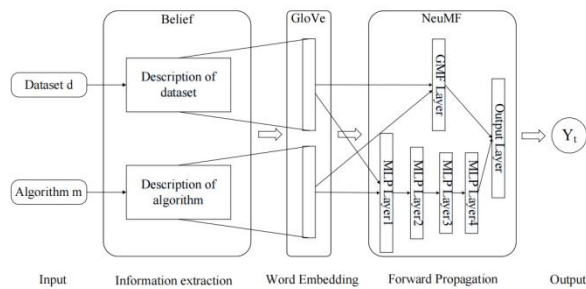 Belief
GloVe
NeuMF
Dataset d
Description of
dataset
Algorithm m
Description of
algorithm
GMF Layer
MLP Layer1
MLP Layer2
MLP Layer3
MLP Layer4
Output Layer
Yt
Input
Information extraction
Word Embedding
Forward Propagation
Output